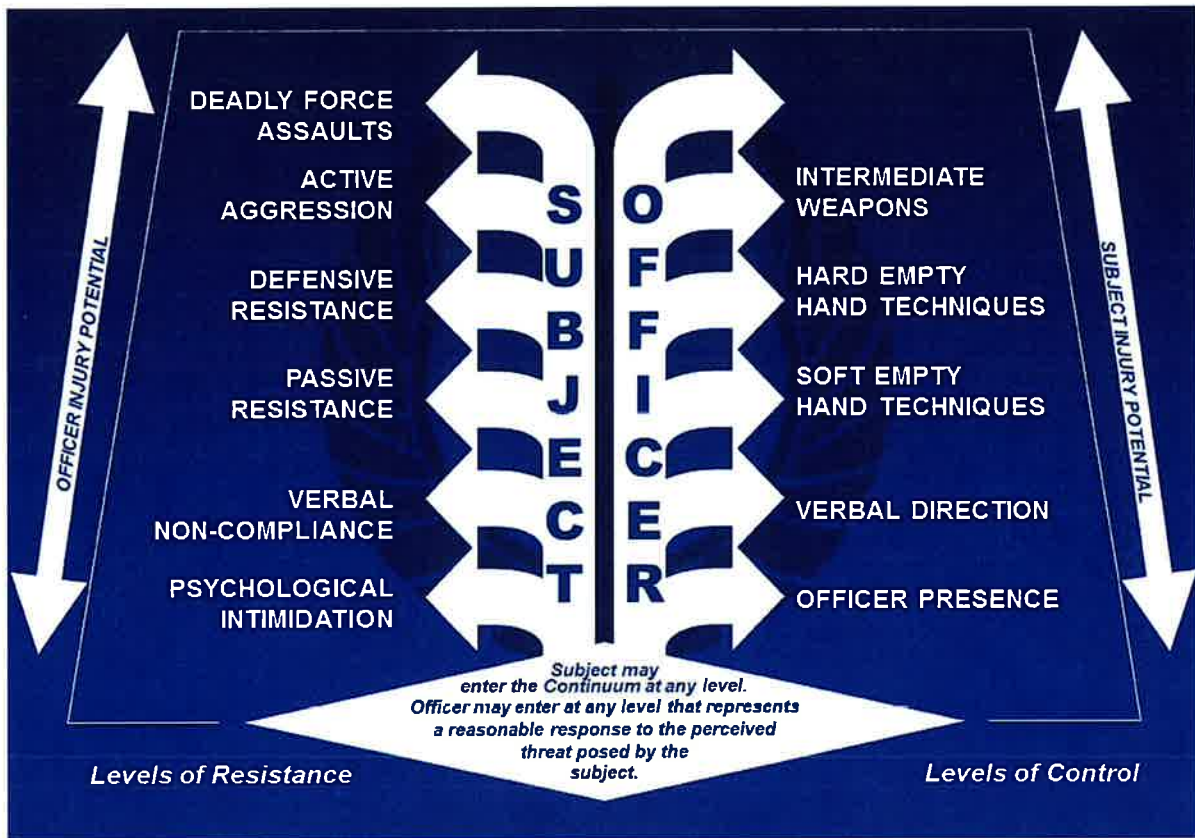 DEADLY FORCE
ASSAULTS
ACTIVE
AGGRESSION
DEFENSIVE
RESISTANCE
PASSIVE
RESISTANCE
VERBAL
NON-COMPLIANCE
PSYCHOLOGICAL
INTIMIDATION
OFFICER INJURY POTENTIAL
SUBJECT
OFFICER
INTERMEDIATE
WEAPONS
HARD EMPTY
HAND TECHNIQUES
SOFT EMPTY
HAND TECHNIQUES
VERBAL DIRECTION
OFFICER PRESENCE
SUBJECT INJURY POTENTIAL
Subject may
enter the Continuum at any level.
Officer may enter at any level that represents
a reasonable response to the perceived
threat posed by the
subject.
Levels of Resistance
Levels of Control